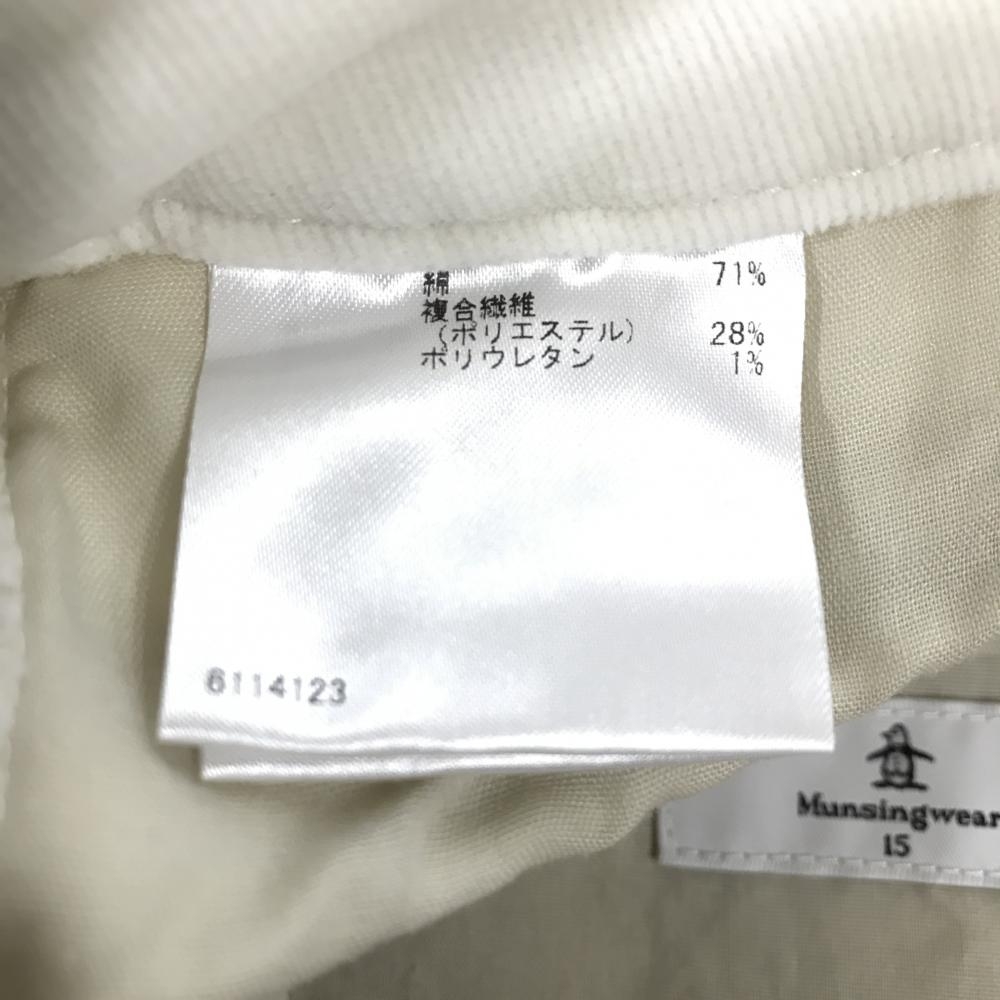 綿 71%
複合繊維
(ポリエステル) 28%
ポリウレタン 1%
6114123
Munsingwear
15